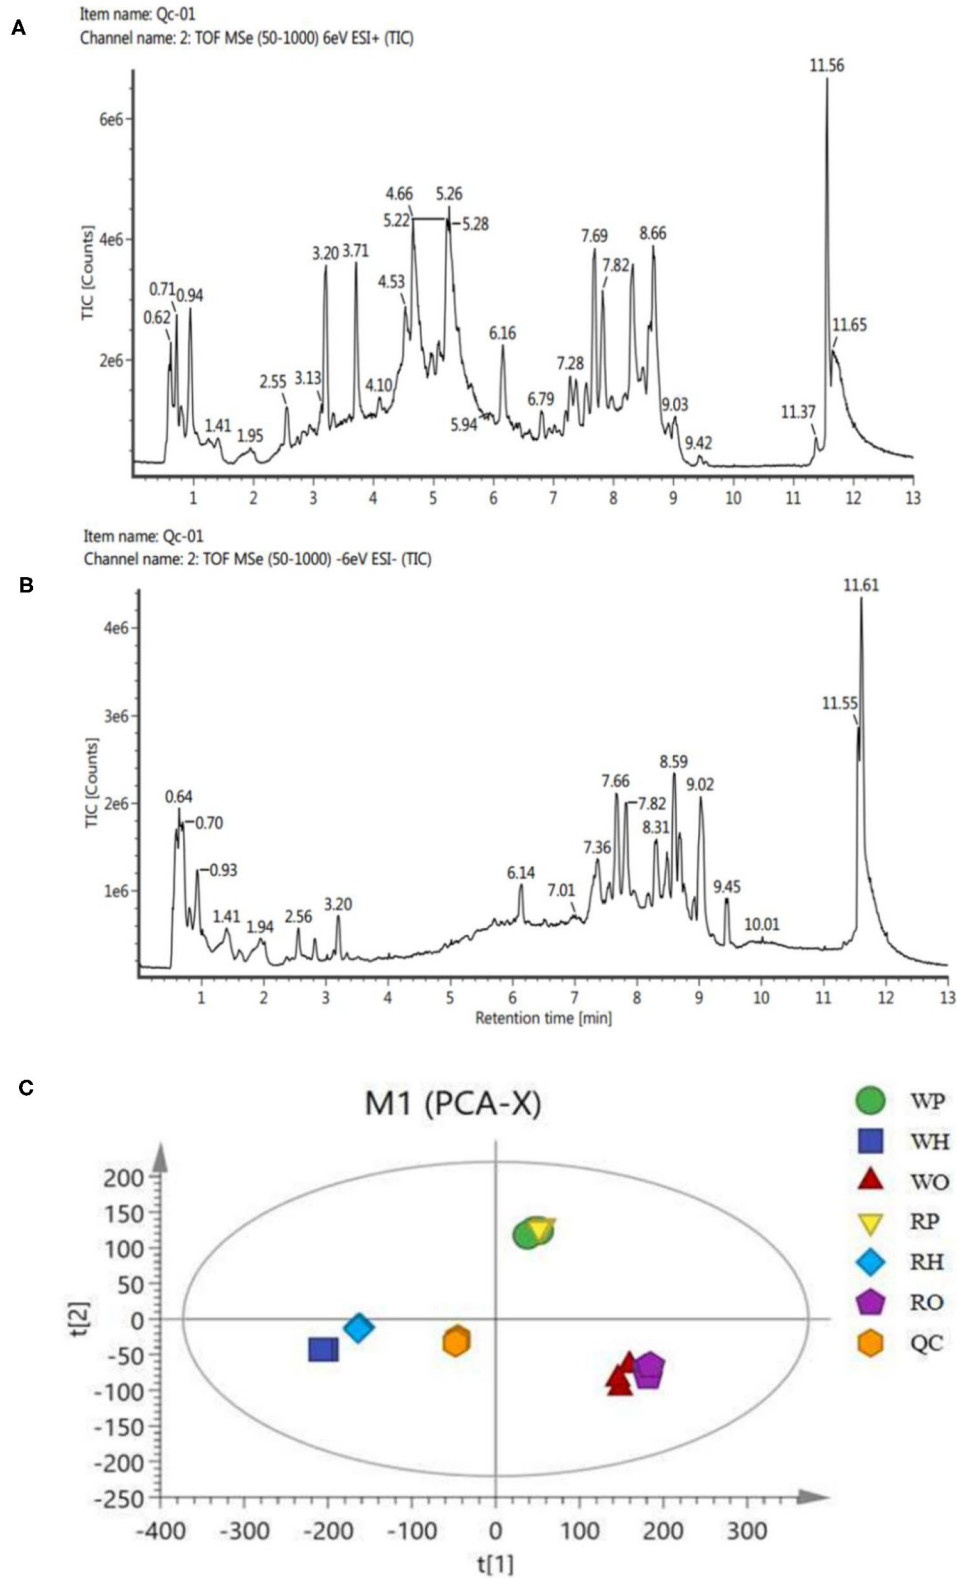 A
Item name: Qc-01
Channel name: 2: TOF MSe (50-1000) 6eV ESI+ (TIC)
11.56
6e6
4.66
5.26
5.22
5.28
4e6
3.20
3.71
7.69
8.66
7.82
TIC [Counts]
0.71
0.94
4.53
0.62
6.16
11.65
2e6
2.55
3.13
4.10
7.28
6.79
1.41
1.95
5.94
9.03
11.37
9.42
1 2 3 4 5 6 7 8 9 10 11 12 13
Item name: Qc-01
Channel name: 2: TOF MSe (50-1000) -6eV ESI- (TIC)
B
11.61
4e6
3e6
11.55
TIC [Counts]
8.59
7.66
9.02
2e6
0.64
7.82
0.70
8.31
7.36
0.93
6.14
1e6
7.01
9.45
1.41
1.94
2.56
3.20
10.01
1 2 3 4 5 6 7 8 9 10 11 12 13
Retention time [min]
C
M1 (PCA-X)
WP
WH
WO
RP
RH
RO
QC
200
150
100
50
0
-50
-100
-150
-200
-250
t[2]
-400 -300 -200 -100 0 100 200 300
t[1]